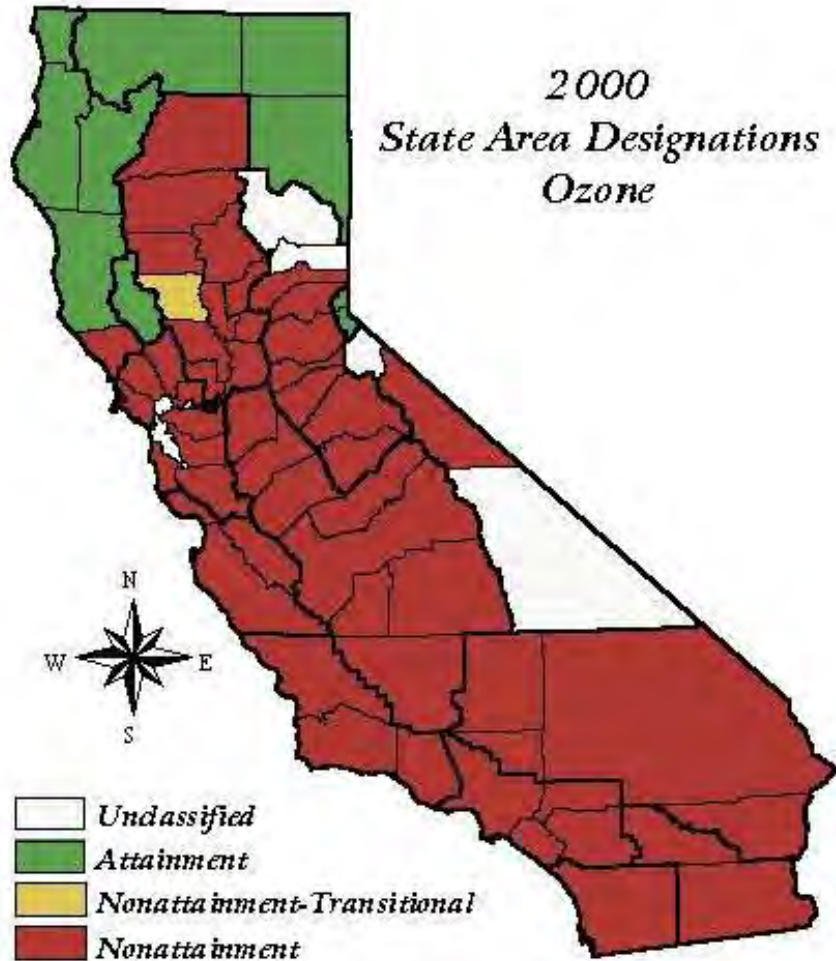 2000
State Area Designations
Ozone
N
W E
S
Unclassified
Attainment
Nonattainment-Transitional
Nonattainment